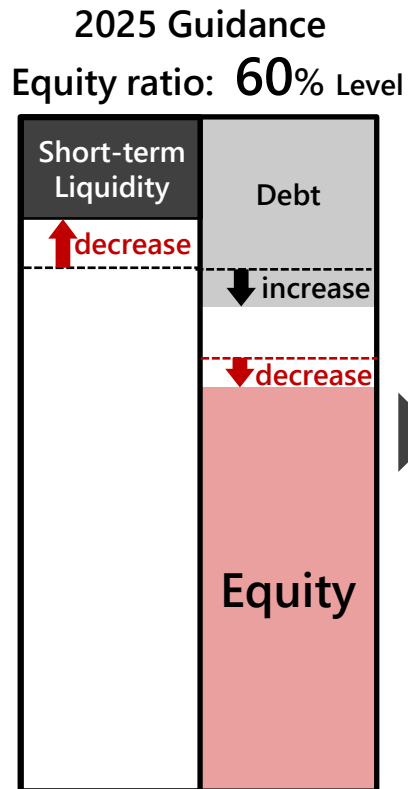 2025 Guidance
Equity ratio: 60% Level
Short-term
Liquidity
Debt
decrease
increase
decrease
Equity